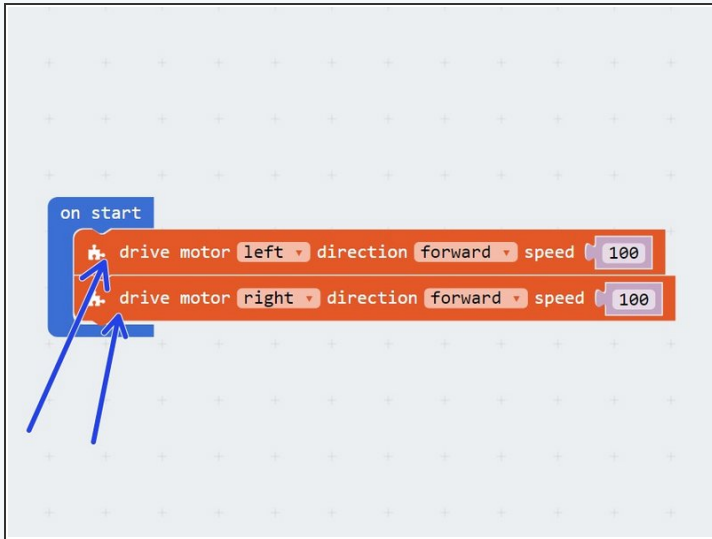 on start
drive motor left direction forward speed 100
drive motor right direction forward speed 100